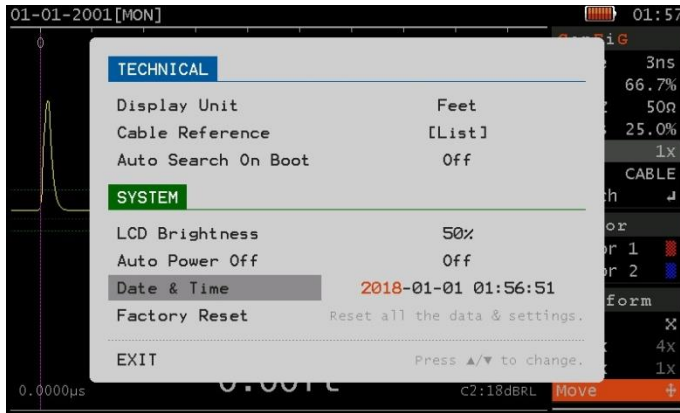 01-01-2001[MON]
01:57
0
iG
3ns
66.7%
50Ω
25.0%
1x
CABLE
TECHNICAL
Display Unit Feet
Cable Reference [List]
Auto Search On Boot Off
SYSTEM
LCD Brightness 50%
Auto Power Off Off
Date & Time 2018-01-01 01:56:51
Factory Reset Reset all the data & settings.
EXIT Press ▲/▼ to change.
or
r 1
r 2
form
4x
1x
0.0000µs
C2:18dBRL
Move